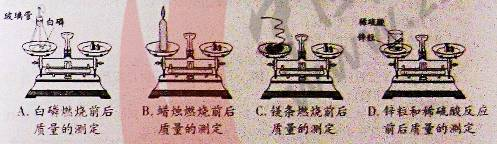 玻璃管
白磷
稀硫酸
锌粒
A.白磷燃烧前后
质量的测定
B.蜡烛燃烧前后
质量的测定
C.镁条燃烧前后
质量的测定
D.锌粒和稀硫酸反应
前后质量的测定